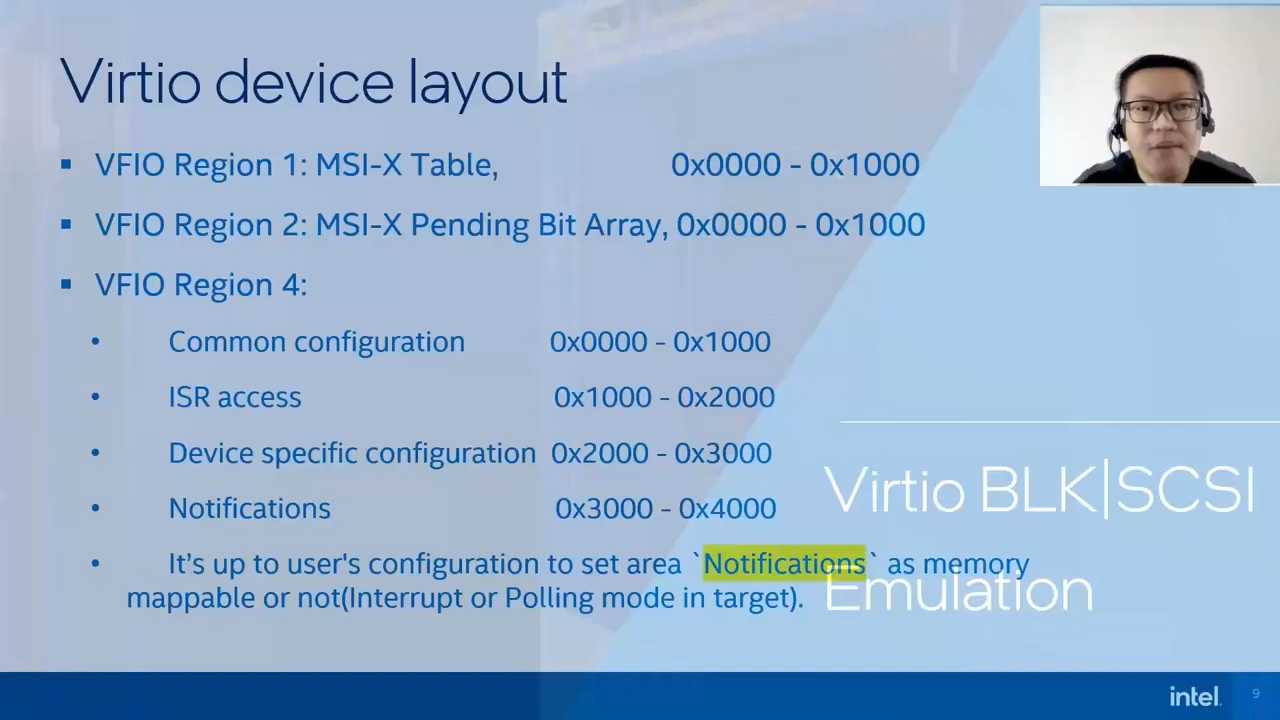 Virtio device layout
▪ VFIO Region 1: MSI-X Table, 0x0000 - 0x1000
▪ VFIO Region 2: MSI-X Pending Bit Array, 0x0000 - 0x1000
▪ VFIO Region 4:
• Common configuration 0x0000 - 0x1000
• ISR access 0x1000 - 0x2000
• Device specific configuration 0x2000 - 0x3000
• Notifications 0x3000 - 0x4000
• It's up to user's configuration to set area `Notifications` as memory
mappable or not(Interrupt or Polling mode in target).
Virtio BLK|SCSI
Emulation
intel.
9